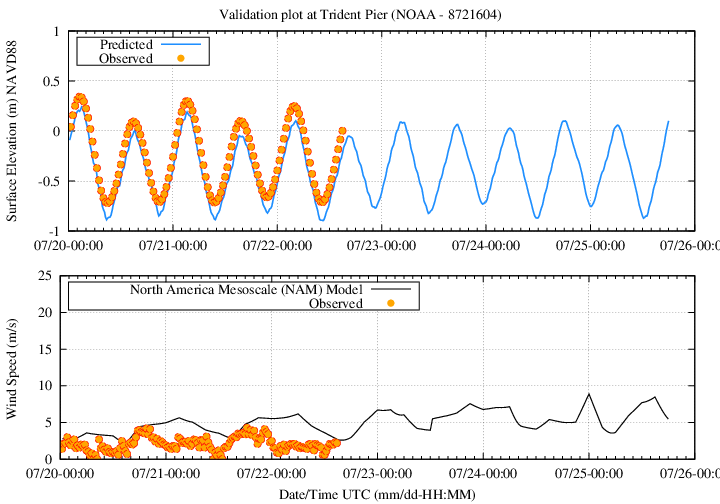 Validation plot at Trident Pier (NOAA - 8721604)
Surface Elevation (m) NAVD88
1
0.5
0
-0.5
-1
Predicted
Observed
07/20-00:00 07/21-00:00 07/22-00:00 07/23-00:00 07/24-00:00 07/25-00:00 07/26-00:0
Wind Speed (m/s)
25
20
15
10
5
0
North America Mesoscale (NAM) Model
Observed
07/20-00:00 07/21-00:00 07/22-00:00 07/23-00:00 07/24-00:00 07/25-00:00 07/26-00:0
Date/Time UTC (mm/dd-HH:MM)